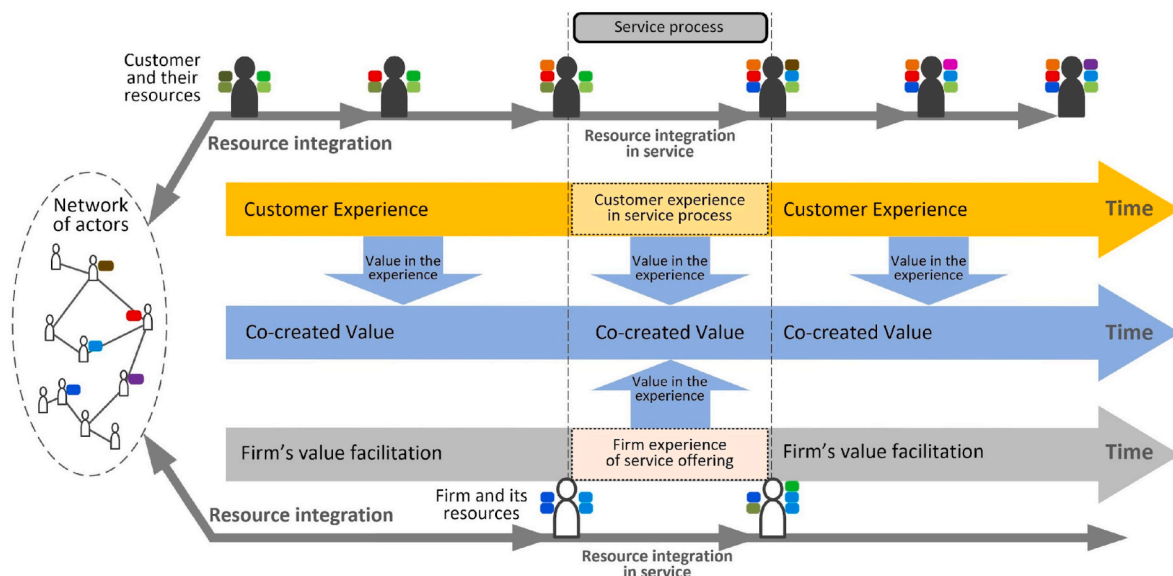 Service process
Customer
and their
resources
Resource integration
Resource integration
in service
Network
of actors
Customer Experience
Customer experience
in service process
Customer Experience
Time
Value in the
experience
Value in the
experience
Value in the
experience
Co-created Value
Co-created Value
Co-created Value
Time
Value in the
experience
Firm's value facilitation
Firm experience
of service offering
Firm's value facilitation
Time
Firm and its
resources
Resource integration
Resource integration
in service